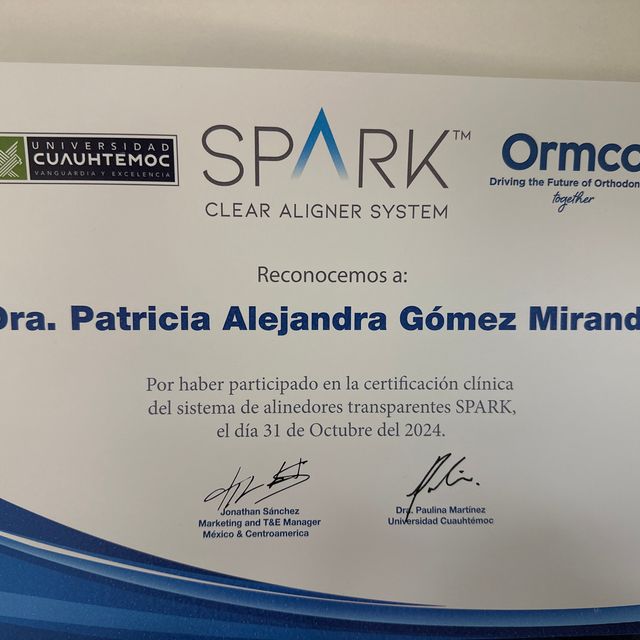 UNIVERSIDAD
CUAUHTEMOC
VANGUARDIA Y EXCELENCIA
SPARK™
CLEAR ALIGNER SYSTEM
Ormco
Driving the Future of Orthodon
together
Reconocemos a:
Dra. Patricia Alejandra Gómez Mirand
Por haber participado en la certificación clínica
del sistema de alinedores transparentes SPARK,
el día 31 de Octubre del 2024.
Jonathan Sánchez
Marketing and T&E Manager
México & Centroamerica
Dra. Paulina Martínez
Universidad Cuauhtémoc